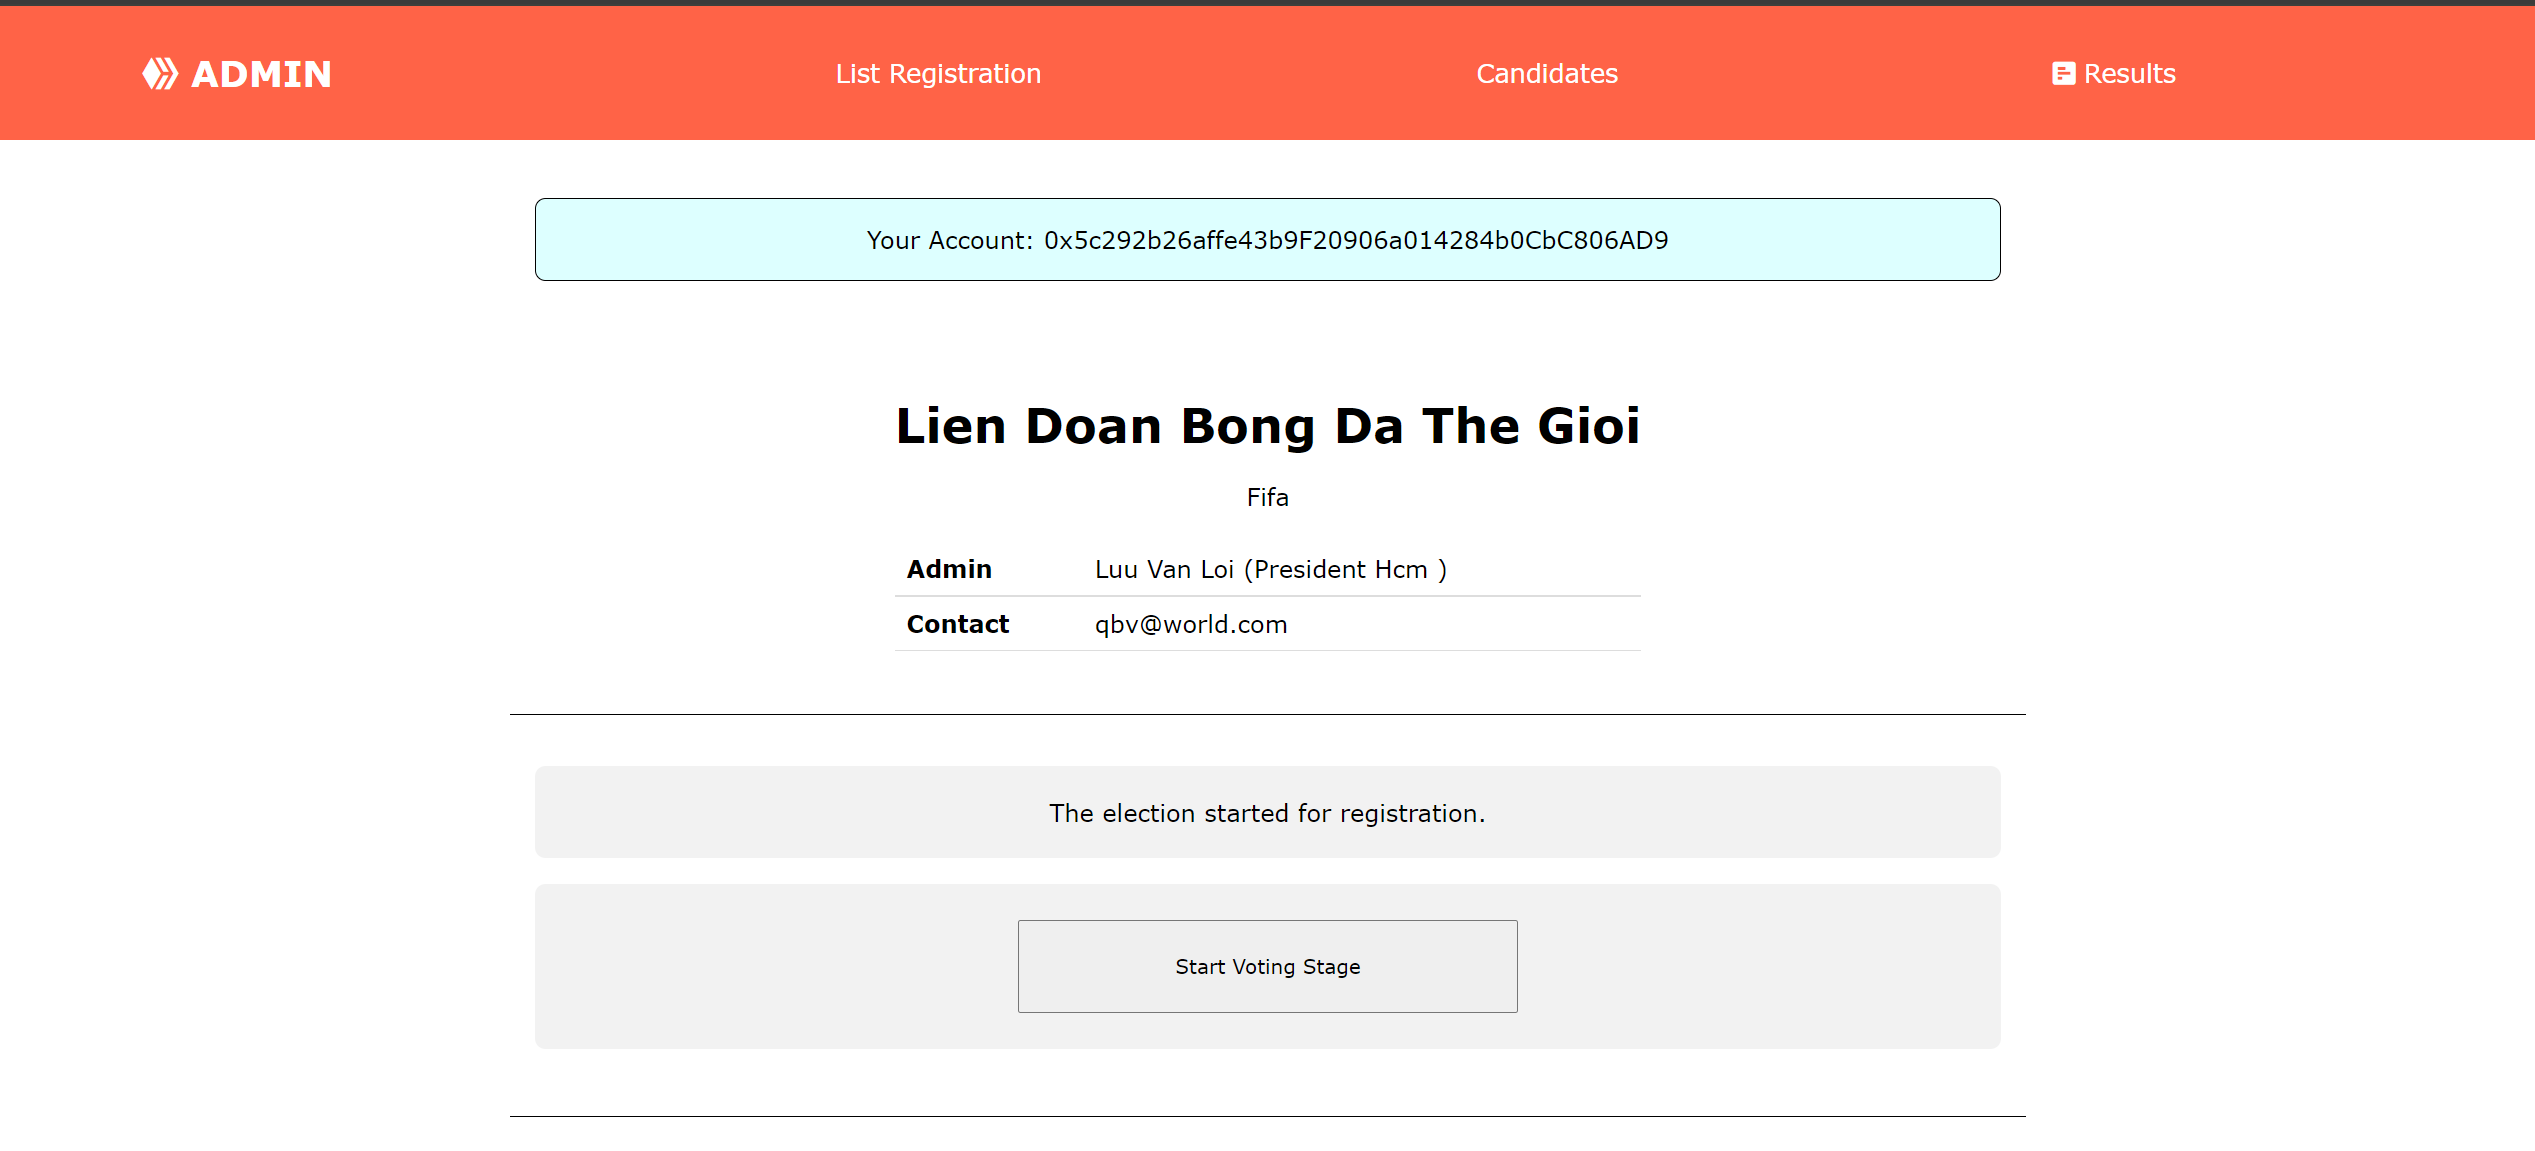 ADMIN
List Registration
Candidates
Results
Your Account: 0x5c292b26affe43b9F20906a014284b0CbC806AD9
Lien Doan Bong Da The Gioi
Fifa
Admin Luu Van Loi (President Hcm )
Contact qbv@world.com
The election started for registration.
Start Voting Stage